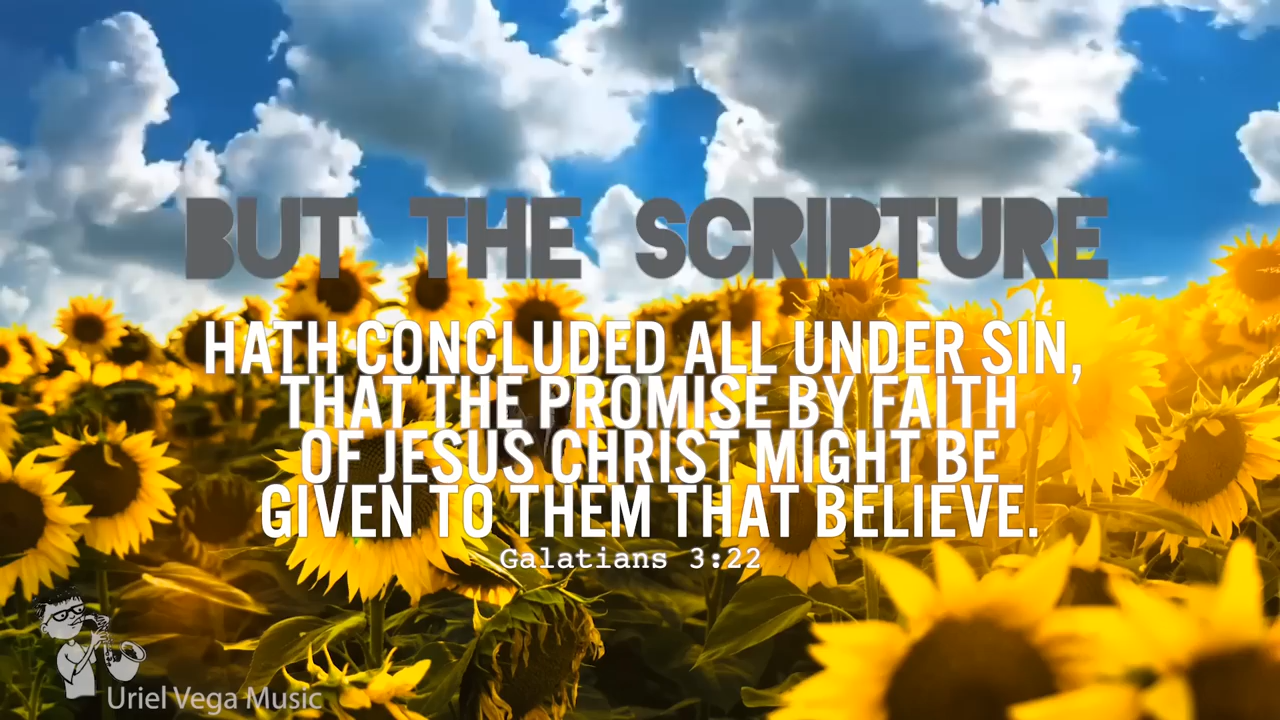 BUT THE SCRIPTURE
HATH CONCLUDED ALL UNDER SIN,
THAT THE PROMISE BY FAITH
OF JESUS CHRIST MIGHT BE
GIVEN TO THEM THAT BELIEVE.
Galatians 3:22
Uriel Vega Music